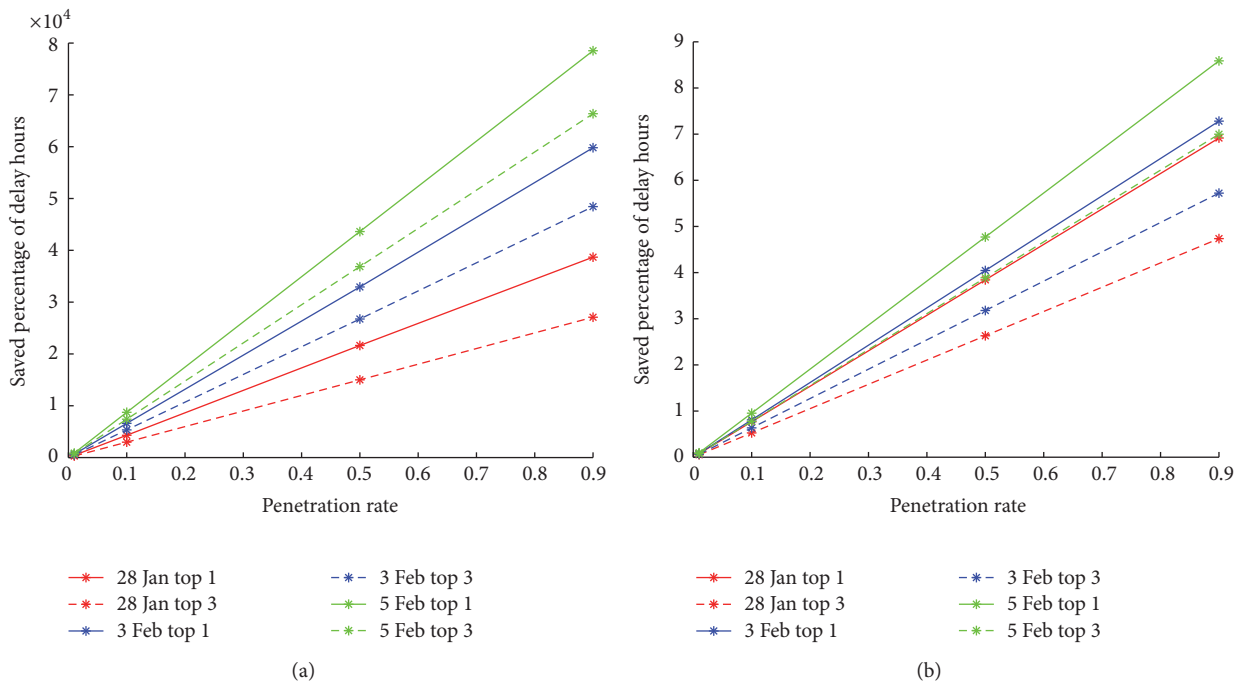 ×10⁴
8
7
6
5
4
3
2
1
0
Saved percentage of delay hours
0 0.1 0.2 0.3 0.4 0.5 0.6 0.7 0.8 0.9
Penetration rate
28 Jan top 1
28 Jan top 3
3 Feb top 1
3 Feb top 3
5 Feb top 1
5 Feb top 3
(a)
9
8
7
6
5
4
3
2
1
0
Saved percentage of delay hours
0 0.1 0.2 0.3 0.4 0.5 0.6 0.7 0.8 0.9
Penetration rate
28 Jan top 1
28 Jan top 3
3 Feb top 1
3 Feb top 3
5 Feb top 1
5 Feb top 3
(b)